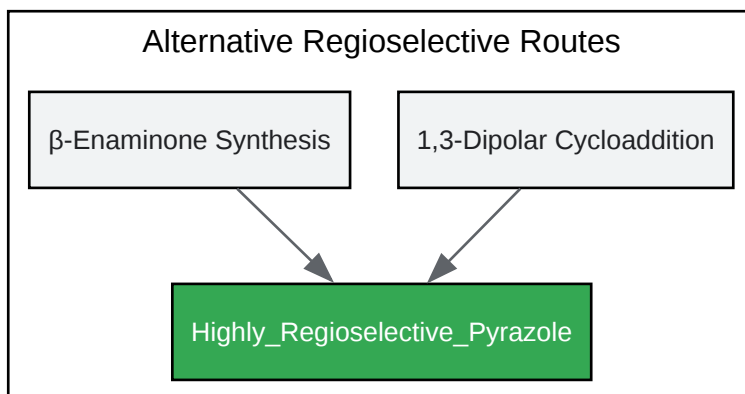 Alternative Regioselective Routes
β-Enaminone Synthesis
1,3-Dipolar Cycloaddition
Highly_Regioselective_Pyrazole